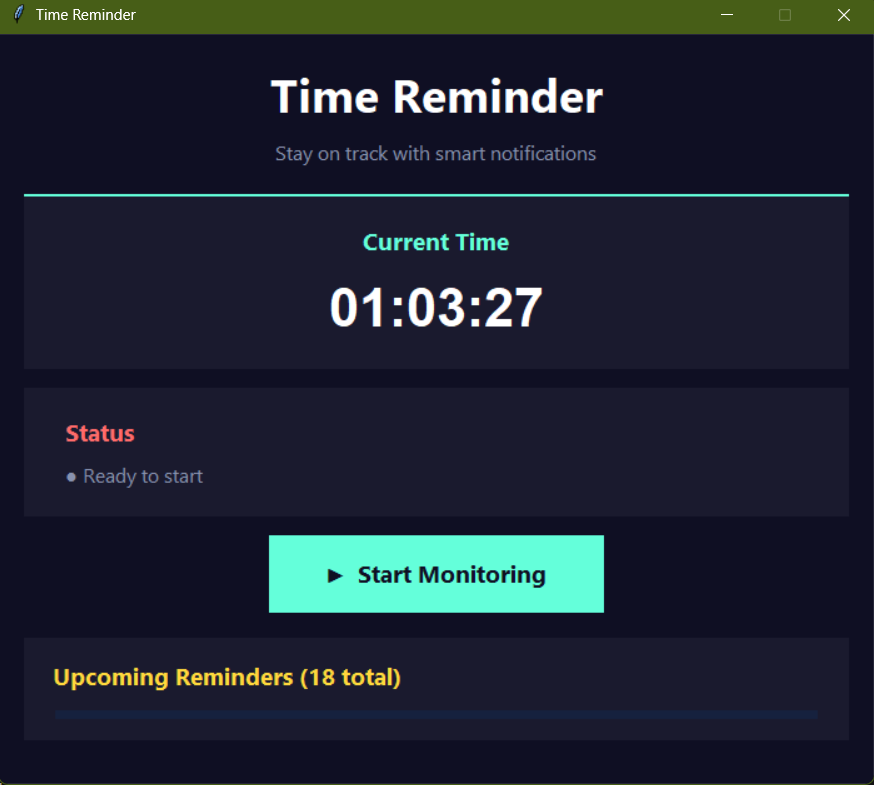 Time Reminder
Time Reminder
Stay on track with smart notifications
Current Time
01:03:27
Status
● Ready to start
► Start Monitoring
Upcoming Reminders (18 total)